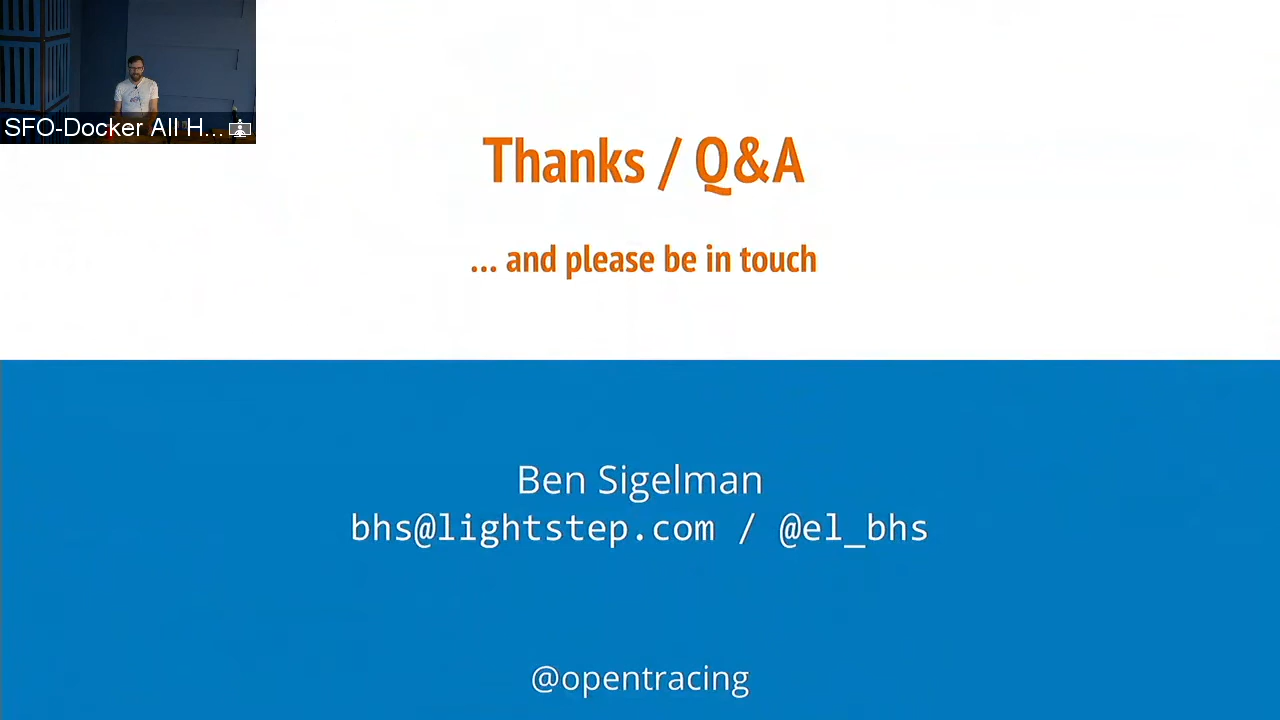 SFO-Docker All H...
Thanks / Q&A
... and please be in touch
Ben Sigelman
bhs@lightstep.com / @el_bhs
@opentracing